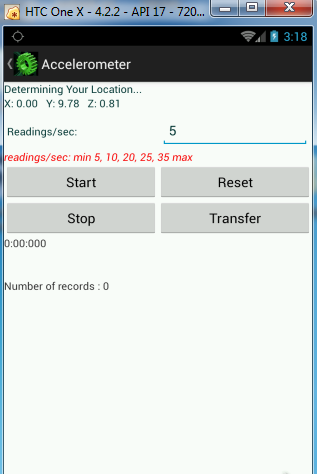 HTC One X - 4.2.2 - API 17 - 720...
3:18
Accelerometer
Determining Your Location...
X: 0.00 Y: 9.78 Z: 0.81
Readings/sec: 5
readings/sec: min 5, 10, 20, 25, 35 max
Start Reset
Stop Transfer
0:00:000
Number of records : 0